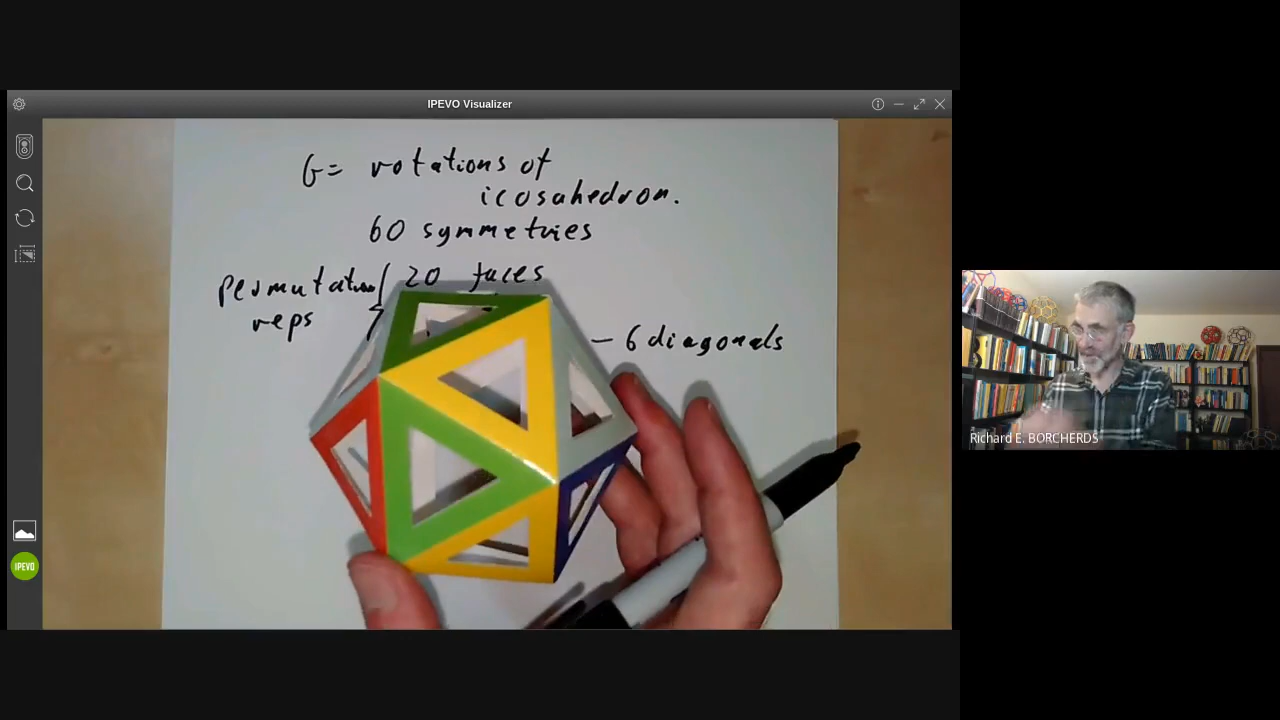 IPEVO Visualizer
G= rotations of
icosahedron.
60 symmetries
permutation 20 faces
reps
— 6 diagonals
IPEVO
Richard E. BORCHERDS